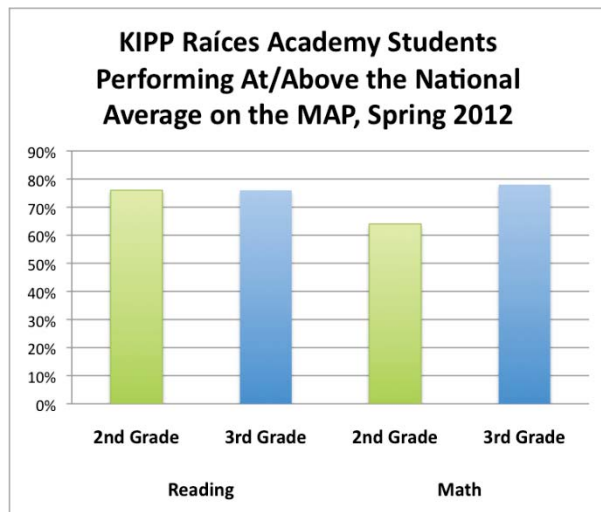 KIPP Raíces Academy Students
Performing At/Above the National
Average on the MAP, Spring 2012
90%
80%
70%
60%
50%
40%
30%
20%
10%
0%
2nd Grade 3rd Grade 2nd Grade 3rd Grade
Reading Math